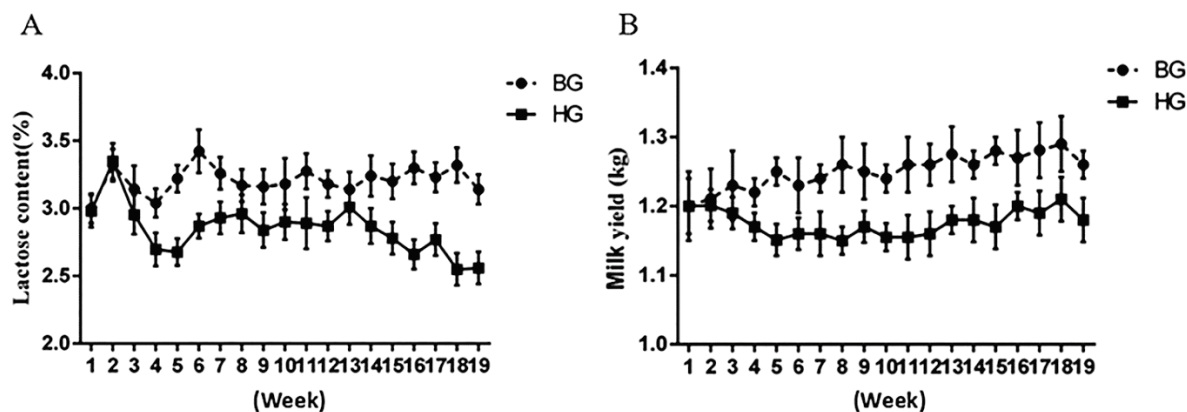 A
Lactose content(%)
4.0
3.5
3.0
2.5
2.0
1 2 3 4 5 6 7 8 9 10 11 12 13 14 15 16 17 18 19
(Week)
BG
HG
B
Milk yield (kg)
1.4
1.3
1.2
1.1
1.0
1 2 3 4 5 6 7 8 9 10 11 12 13 14 15 16 17 18 19
(Week)
BG
HG